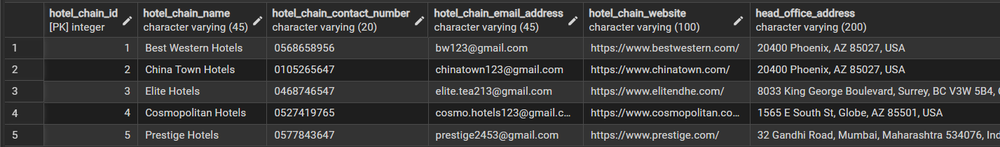 hotel_chain_id hotel_chain_name hotel_chain_contact_number hotel_chain_email_address hotel_chain_website head_office_address
[PK] integer character varying (45) character varying (20) character varying (45) character varying (100) character varying (200)
1 1 Best Western Hotels 0568658956 bw123@gmail.com https://www.bestwestern.com/ 20400 Phoenix, AZ 85027, USA
2 2 China Town Hotels 0105265647 chinatown123@gmail.com https://www.chinatown.com/ 20400 Phoenix, AZ 85027, USA
3 3 Elite Hotels 0468746547 elite.tea213@gmail.com https://www.elitendhe.com/ 8033 King George Boulevard, Surrey, BC V3W 5B4,
4 4 Cosmopolitan Hotels 0527419765 cosmo.hotels123@gmail.c... https://www.cosmopolitan.co... 1565 E South St, Globe, AZ 85501, USA
5 5 Prestige Hotels 0577843647 prestige2453@gmail.com https://www.prestige.com/ 32 Gandhi Road, Mumbai, Maharashtra 534076, Ind